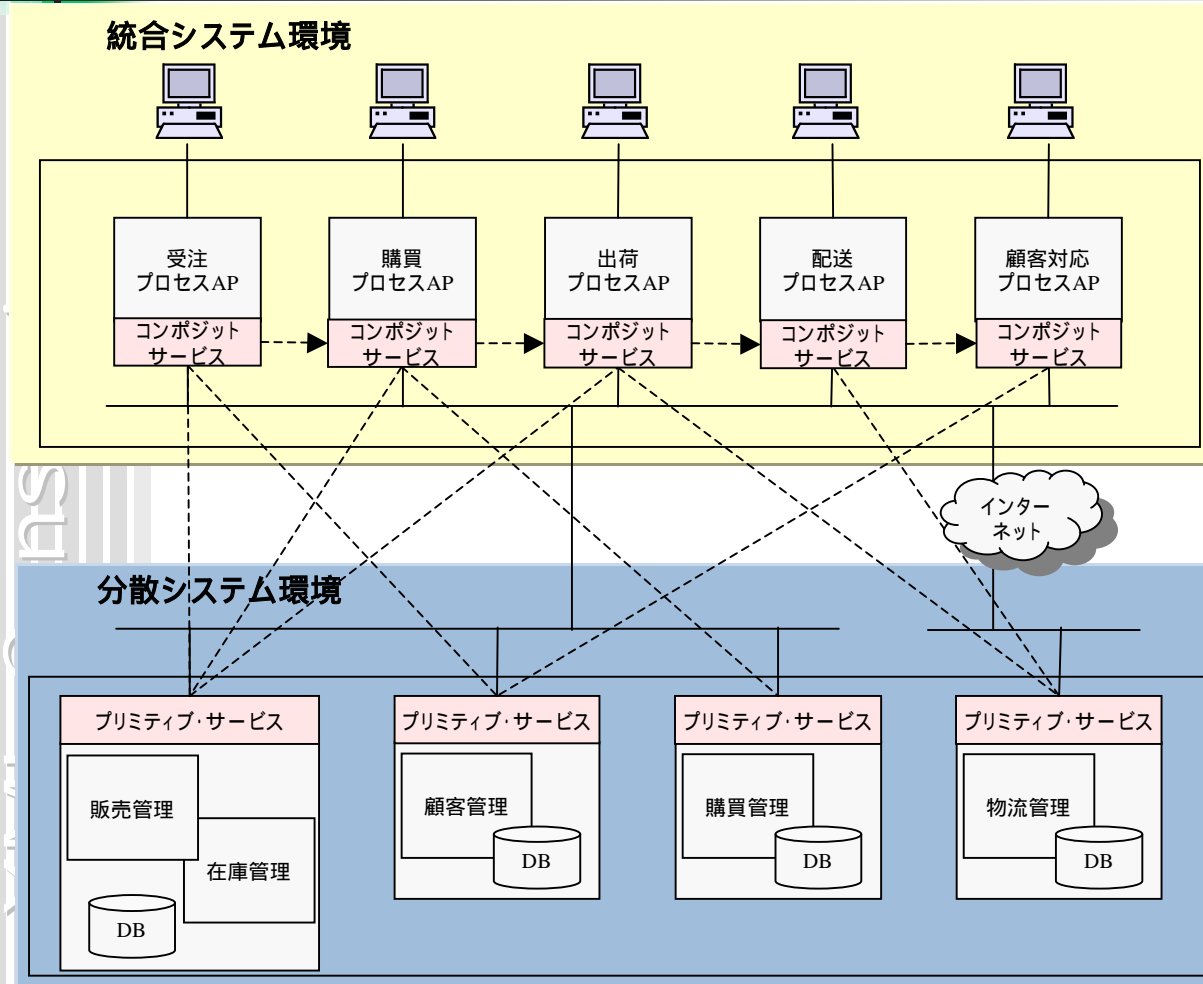 統合システム環境
受注
プロセスAP
購買
プロセスAP
出荷
プロセスAP
配送
プロセスAP
顧客対応
プロセスAP
コンポジット
サービス
コンポジット
サービス
コンポジット
サービス
コンポジット
サービス
コンポジット
サービス
インター
ネット
分散システム環境
プリミティブ・サービス
プリミティブ・サービス
プリミティブ・サービス
プリミティブ・サービス
販売管理
在庫管理
DB
顧客管理
DB
購買管理
DB
物流管理
DB